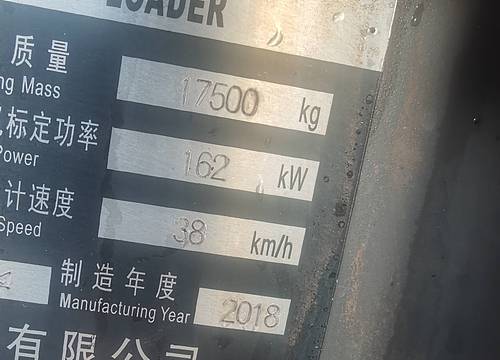 LOADER
质量 17500 kg
ng Mass
标定功率 162 kW
Power
计速度 38 km/h
Speed
制造年度 2018
Manufacturing Year
有限公司